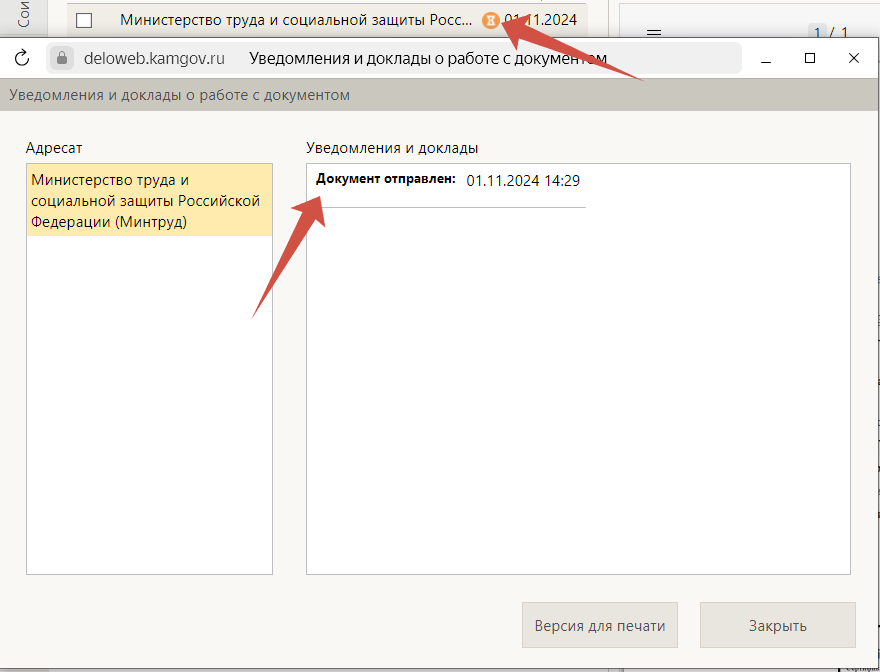 Сои
Министерство труда и социальной защиты Росс... 01.11.2024
1 / 1
deloweb.kamgov.ru Уведомления и доклады о работе с документом
Уведомления и доклады о работе с документом
Адресат
Уведомления и доклады
Министерство труда и
социальной защиты Российской
Федерации (Минтруд)
Документ отправлен: 01.11.2024 14:29
Версия для печати
Закрыть